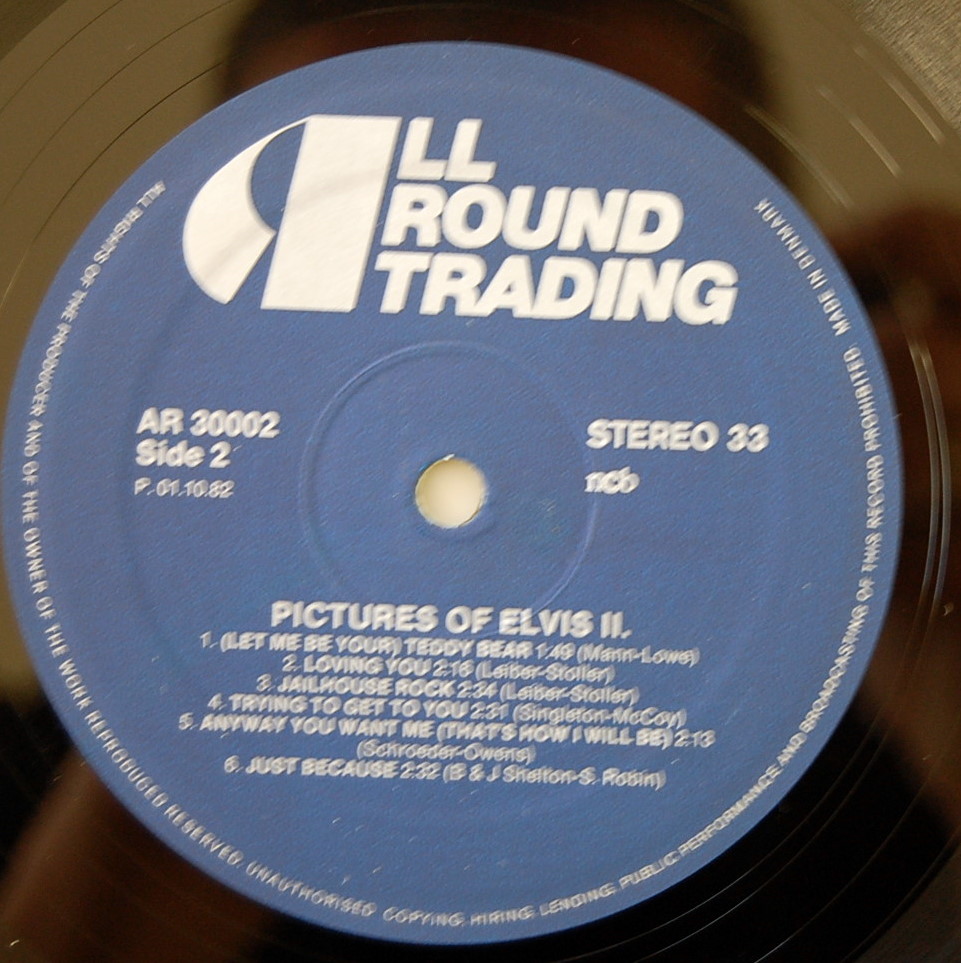 ALL
ROUND
TRADING
AR 30002
Side 2
P. 01.10.82
STEREO 33
ncb
PICTURES OF ELVIS II.
1. (LET ME BE YOUR) TEDDY BEAR 1:49 (Mann-Lowe)
2. LOVING YOU 2:16 (Leiber-Stoller)
3. JAILHOUSE ROCK 2:34 (Leiber-Stoller)
4. TRYING TO GET TO YOU 2:31 (Singleton-McCoy)
5. ANYWAY YOU WANT ME (THAT'S HOW I WILL BE) 2:13
(Schroeder-Owens)
6. JUST BECAUSE 2:32 (B & J Shelton-S. Robin)
ALL RIGHTS OF THE PRODUCER AND OF THE OWNER OF THE WORK REPRODUCED RESERVED. UNAUTHORISED COPYING, HIRING, LENDING, PUBLIC PERFORMANCE AND BROADCASTING OF THIS RECORD PROHIBITED. MADE IN DENMARK